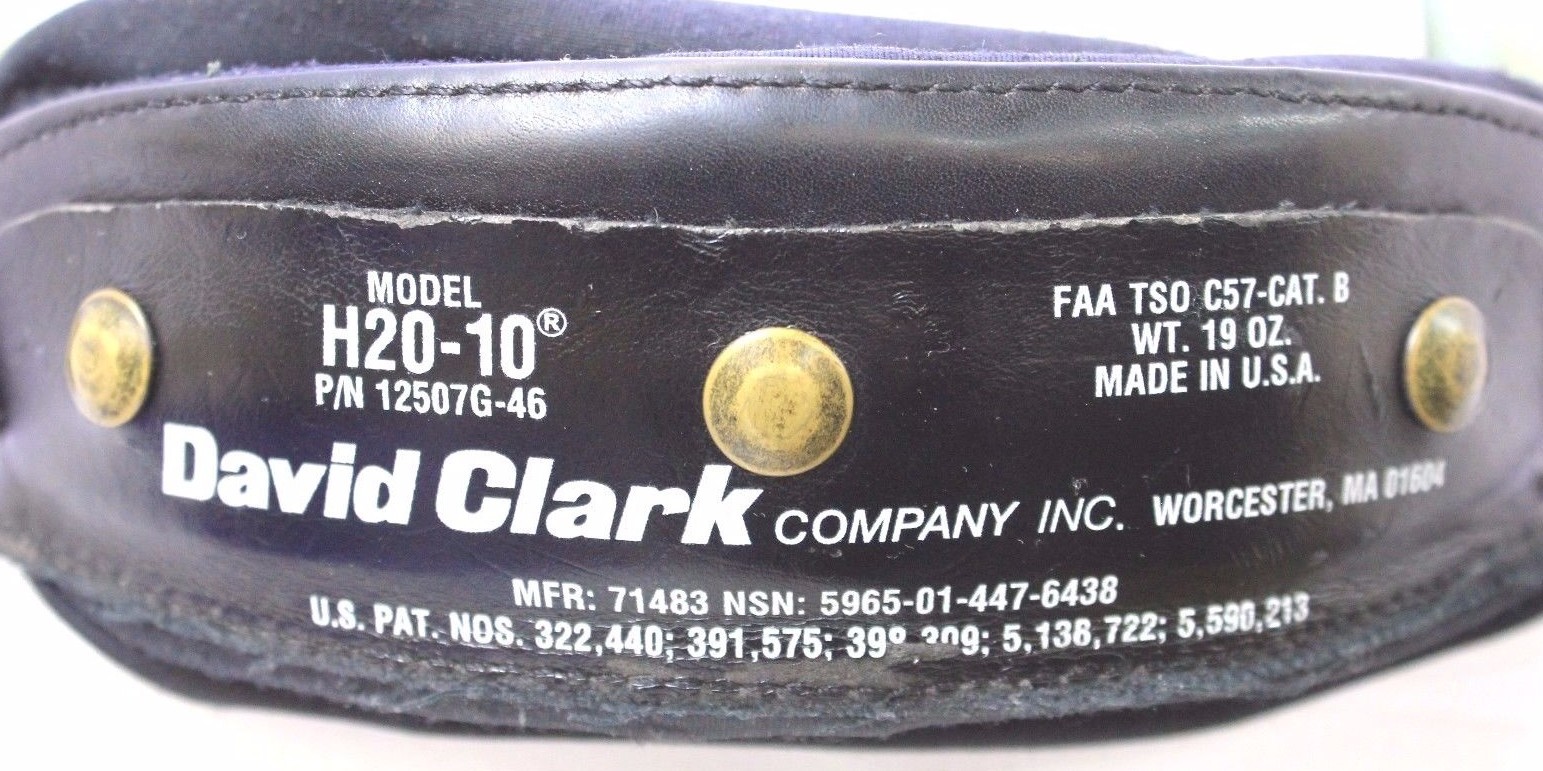 MODEL
H20-10®
P/N 12507G-46
FAA TSO C57-CAT. B
WT. 19 OZ.
MADE IN U.S.A.
David Clark COMPANY INC. WORCESTER, MA 01604
MFR: 71483 NSN: 5965-01-447-6438
U.S. PAT. NOS. 322,440; 391,575; 5,138,722; 5,590,213